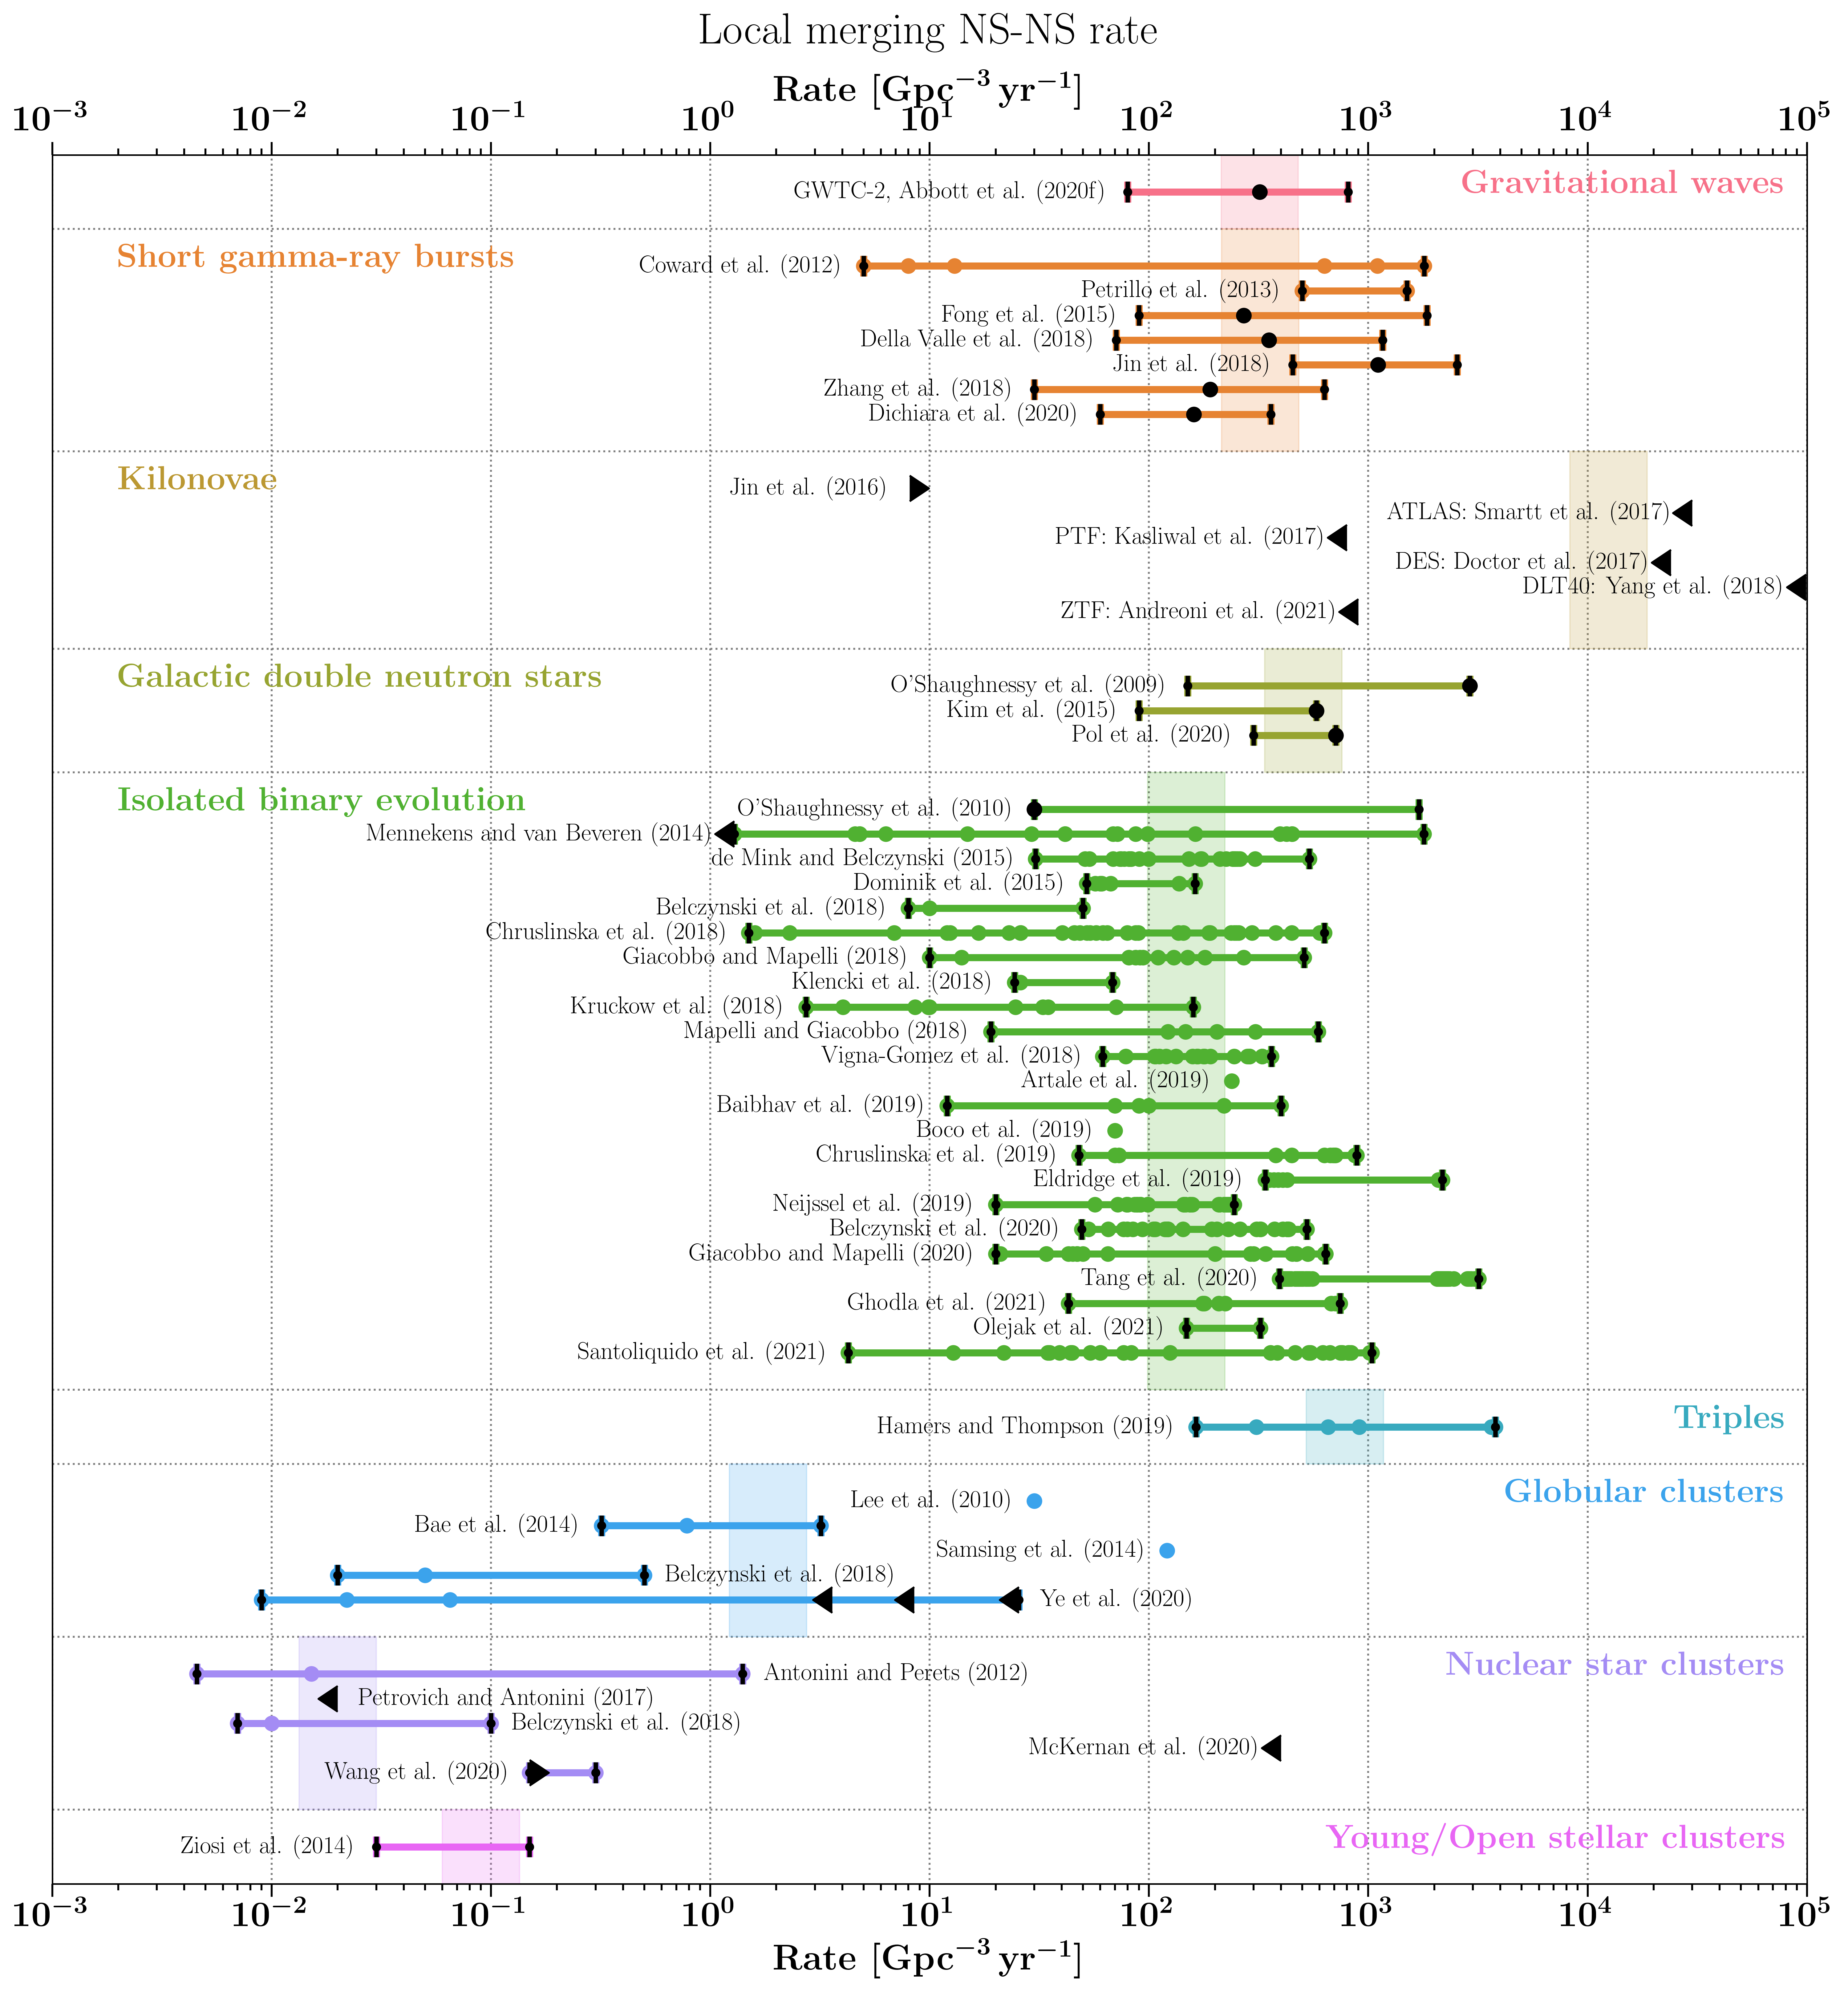 Local merging NS-NS rate
Rate [Gpc⁻³ yr⁻¹]
10⁻³ 10⁻² 10⁻¹ 10⁰ 10¹ 10² 10³ 10⁴ 10⁵
Gravitational waves
GWTC-2, Abbott et al. (2020f)
Short gamma-ray bursts
Coward et al. (2012)
Petrillo et al. (2013)
Fong et al. (2015)
Della Valle et al. (2018)
Jin et al. (2018)
Zhang et al. (2018)
Dichiara et al. (2020)
Kilonovae
Jin et al. (2016)
ATLAS: Smartt et al. (2017)
PTF: Kasliwal et al. (2017)
DES: Doctor et al. (2017)
DLT40: Yang et al. (2018)
ZTF: Andreoni et al. (2021)
Galactic double neutron stars
O'Shaughnessy et al. (2009)
Kim et al. (2015)
Pol et al. (2020)
Isolated binary evolution
O'Shaughnessy et al. (2010)
Mennekens and van Beveren (2014)
de Mink and Belczynski (2015)
Dominik et al. (2015)
Belczynski et al. (2018)
Chruslinska et al. (2018)
Giacobbo and Mapelli (2018)
Klencki et al. (2018)
Kruckow et al. (2018)
Mapelli and Giacobbo (2018)
Vigna-Gomez et al. (2018)
Artale et al. (2019)
Baibhav et al. (2019)
Boco et al. (2019)
Chruslinska et al. (2019)
Eldridge et al. (2019)
Neijssel et al. (2019)
Belczynski et al. (2020)
Giacobbo and Mapelli (2020)
Tang et al. (2020)
Ghodla et al. (2021)
Olejak et al. (2021)
Santoliquido et al. (2021)
Triples
Hamers and Thompson (2019)
Globular clusters
Lee et al. (2010)
Bae et al. (2014)
Samsing et al. (2014)
Belczynski et al. (2018)
Ye et al. (2020)
Nuclear star clusters
Antonini and Perets (2012)
Petrovich and Antonini (2017)
Belczynski et al. (2018)
McKernan et al. (2020)
Wang et al. (2020)
Young/Open stellar clusters
Ziosi et al. (2014)
10⁻³ 10⁻² 10⁻¹ 10⁰ 10¹ 10² 10³ 10⁴ 10⁵
Rate [Gpc⁻³ yr⁻¹]